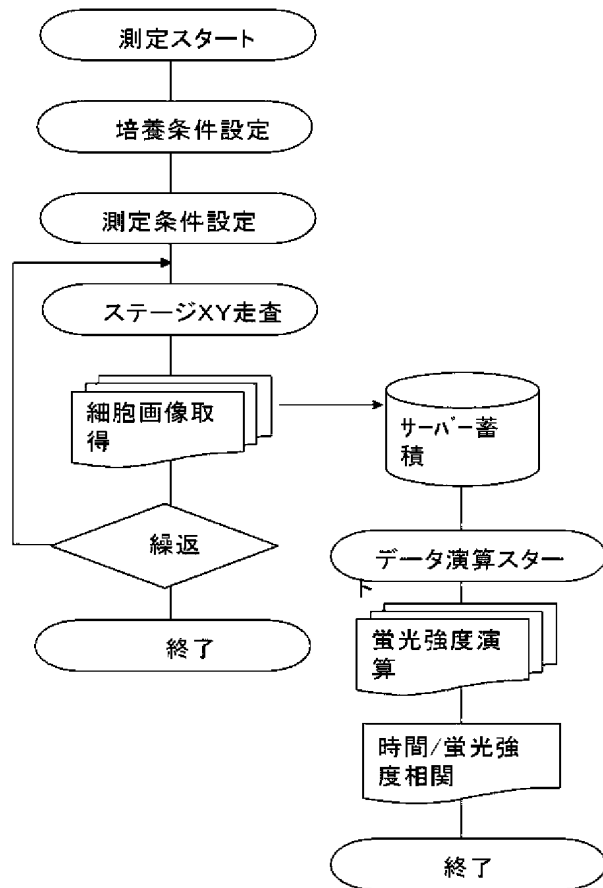 測定スタート
培養条件設定
測定条件設定
ステージXY走査
細胞画像取
得
繰返
終了
サーバー蓄
積
データ演算スター
ト
蛍光強度演
算
時間/蛍光強
度相関
終了